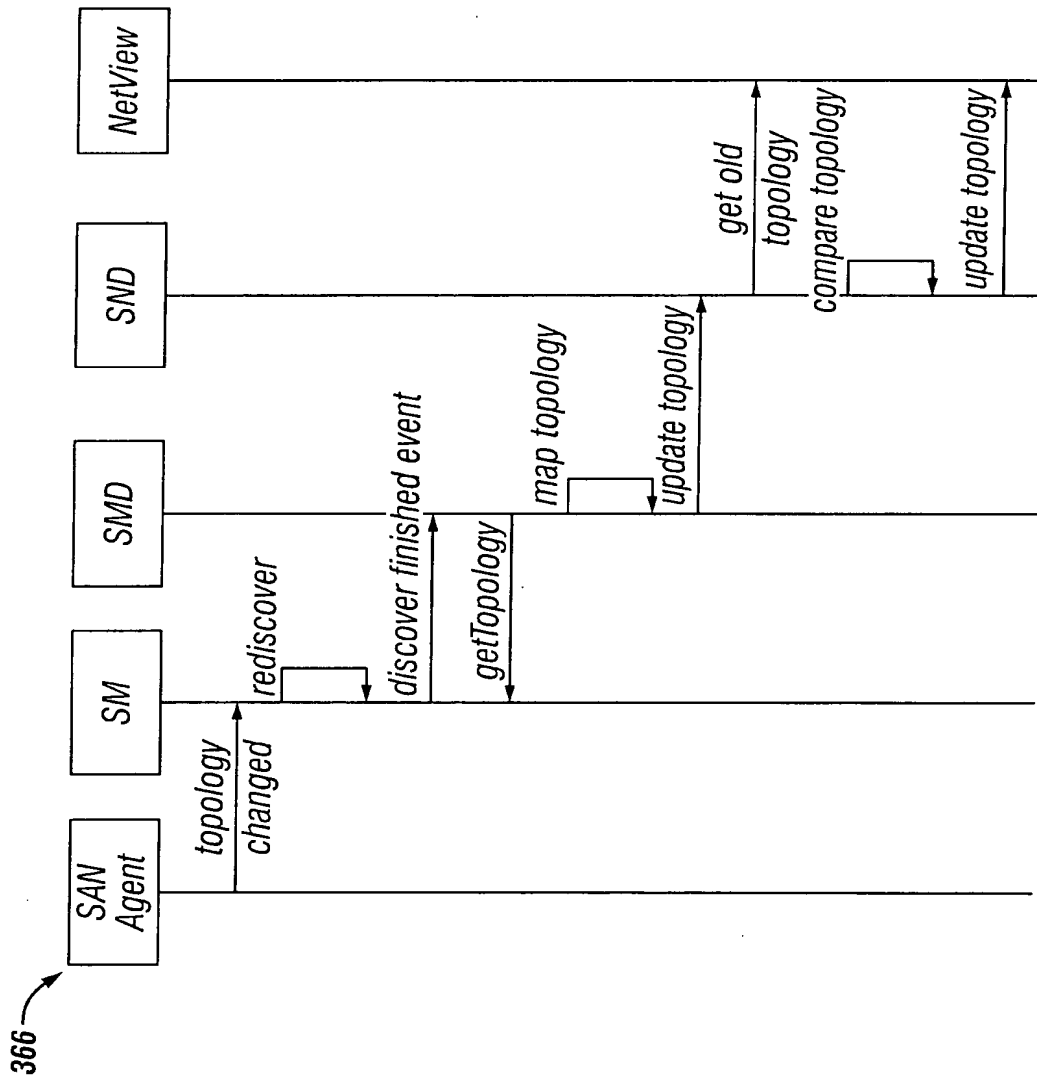 366
SAN
Agent
SM
SMD
SND
NetView
topology
changed
rediscover
discover finished event
getTopology
map topology
update topology
get old
topology
compare topology
update topology